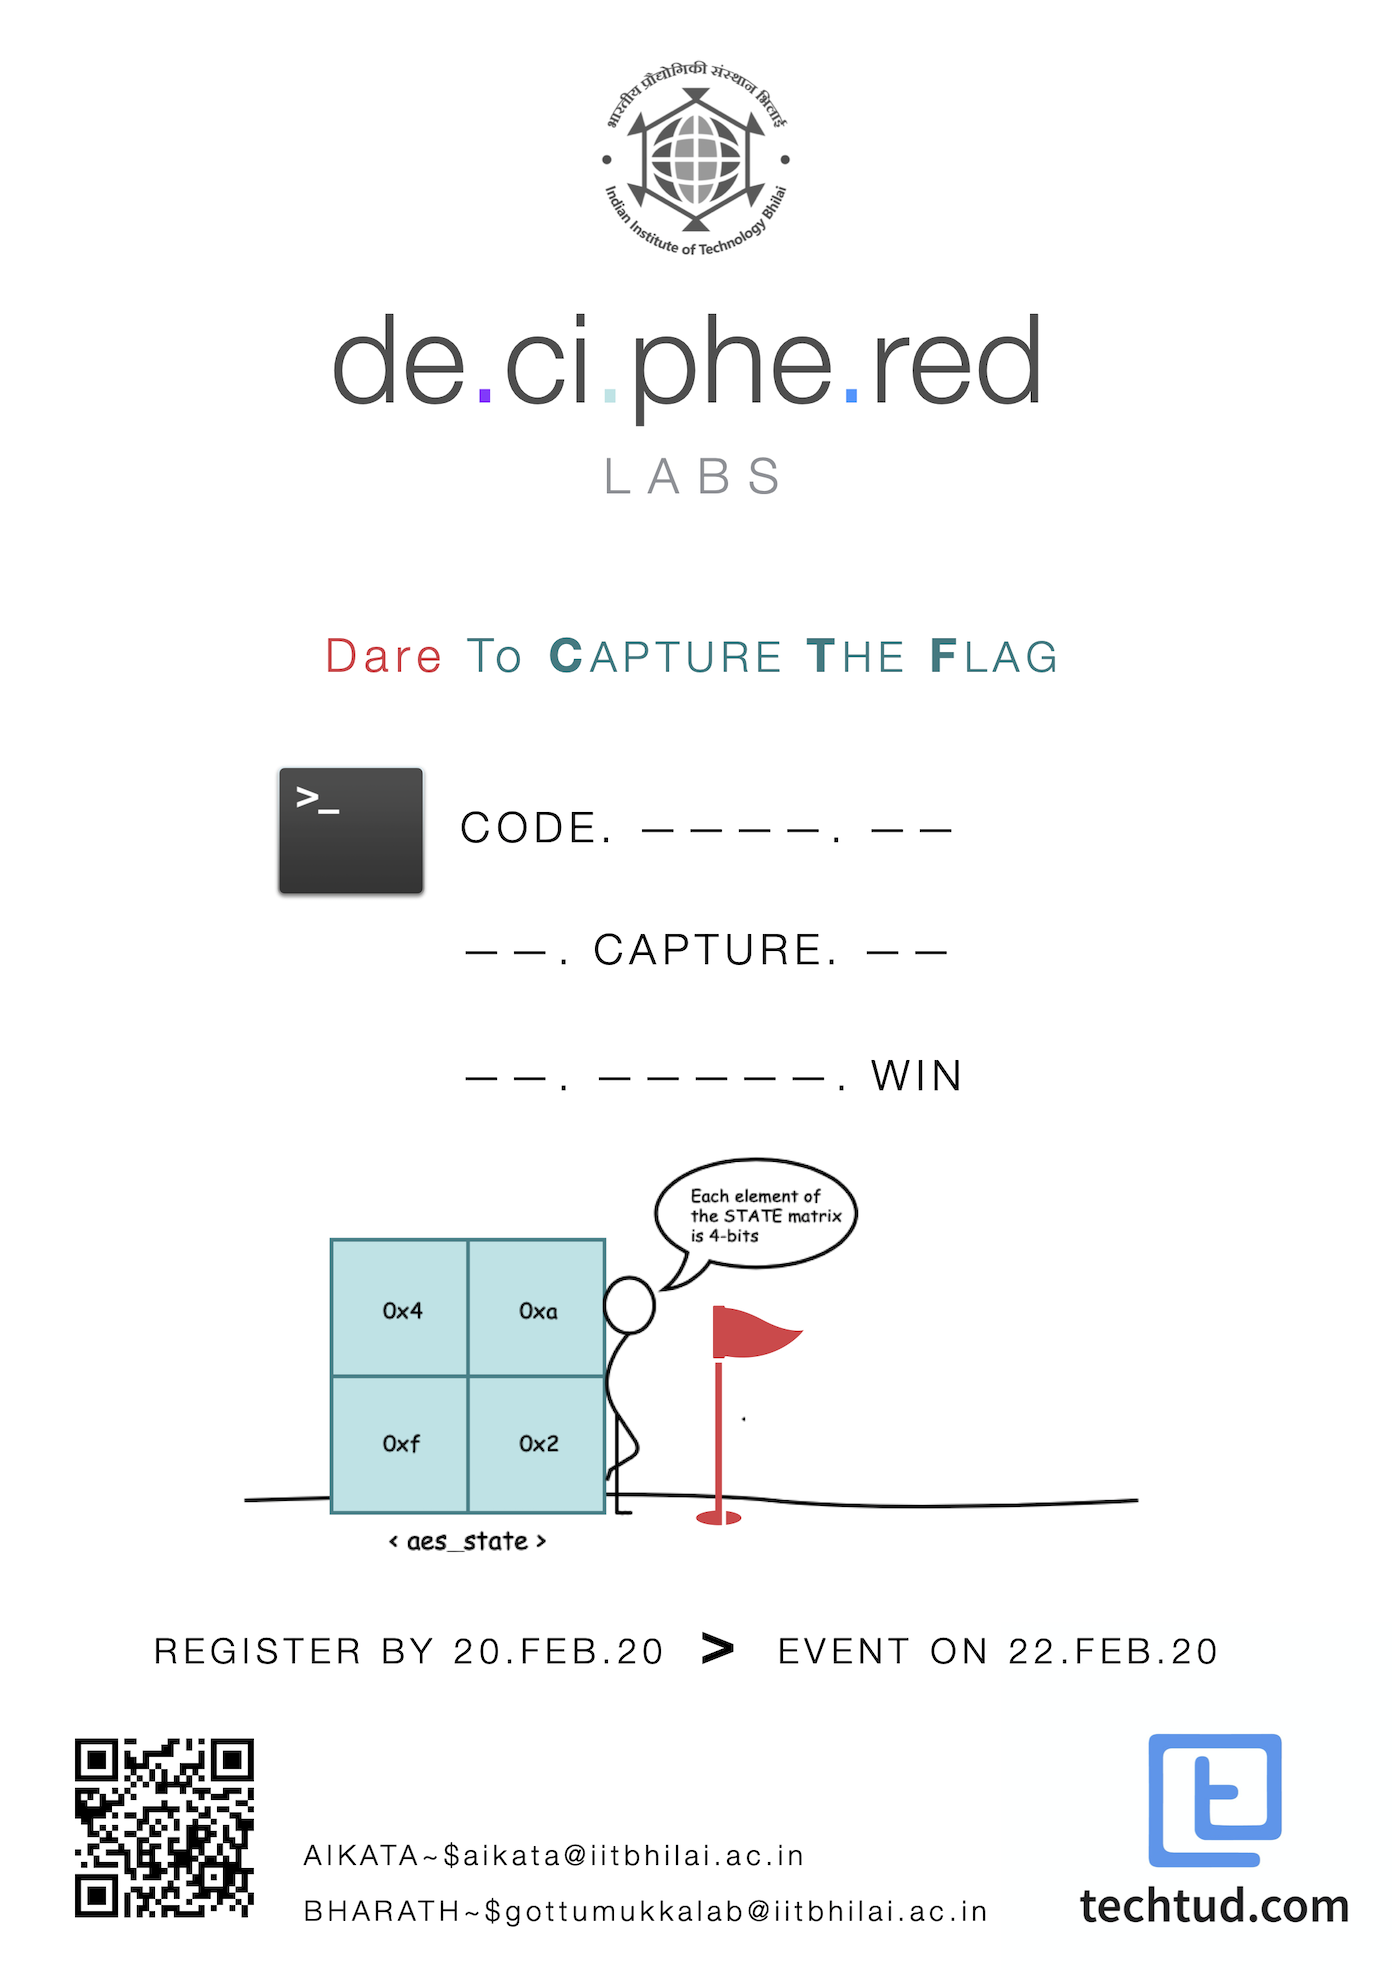 भारतीय प्रौद्योगिकी संस्थान भिलाई
Indian Institute of Technology Bhilai
de.ci.phe.red
LABS
Dare To CAPTURE THE FLAG
>_
CODE. — — — —. — —
— —. CAPTURE. — —
— —. — — — — —. WIN
Each element of
the STATE matrix
is 4-bits
0x4 0xa
0xf 0x2
< aes_state >
REGISTER BY 20.FEB.20 > EVENT ON 22.FEB.20
AIKATA~$aikata@iitbhilai.ac.in
BHARATH~$gottumukkalab@iitbhilai.ac.in
t
techtud.com